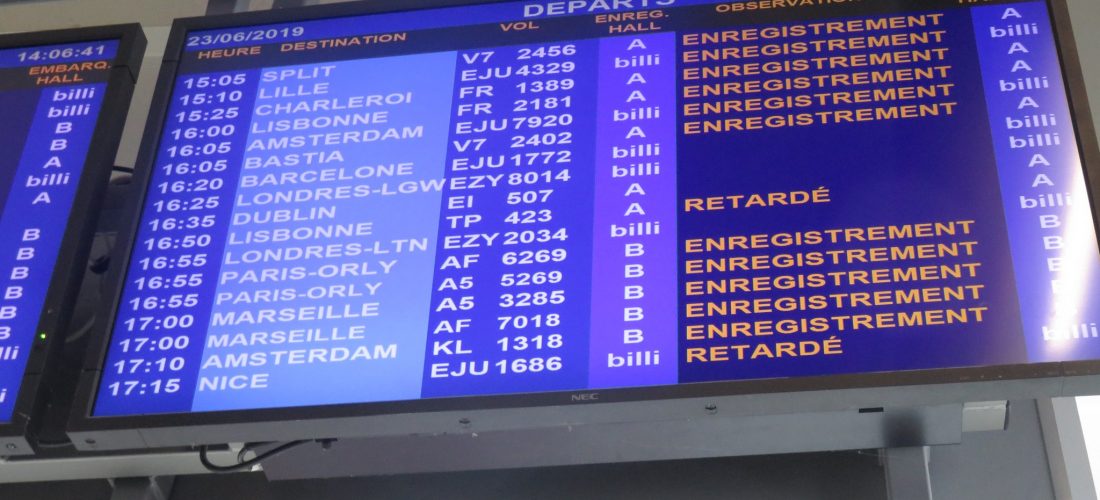 14:06:41
EMBARQ.
HALL
billi
billi
B
B
A
billi
A
B
B
B
B
23/06/2019 DEPARTS
HEURE DESTINATION VOL ENREG. HALL
15:05 SPLIT V7 2456 A ENREGISTREMENT A
15:10 LILLE EJU 4329 billi ENREGISTREMENT billi
15:25 CHARLEROI FR 1389 A ENREGISTREMENT A
16:00 LISBONNE FR 2181 A ENREGISTREMENT A
16:05 AMSTERDAM EJU 7920 billi ENREGISTREMENT billi
16:05 BASTIA V7 2402 A ENREGISTREMENT A
16:20 BARCELONE EJU 1772 billi billi
16:25 LONDRES-LGW EZY 8014 billi billi
16:35 DUBLIN EI 507 A A
16:50 LISBONNE TP 423 A RETARDÉ A
16:55 LONDRES-LTN EZY 2034 billi billi
16:55 PARIS-ORLY AF 6269 B ENREGISTREMENT B
16:55 PARIS-ORLY A5 5269 B ENREGISTREMENT B
17:00 MARSEILLE A5 3285 B ENREGISTREMENT
17:00 MARSEILLE AF 7018 B ENREGISTREMENT
17:10 AMSTERDAM KL 1318 B ENREGISTREMENT
17:15 NICE EJU 1686 billi RETARDÉ billi
NEC